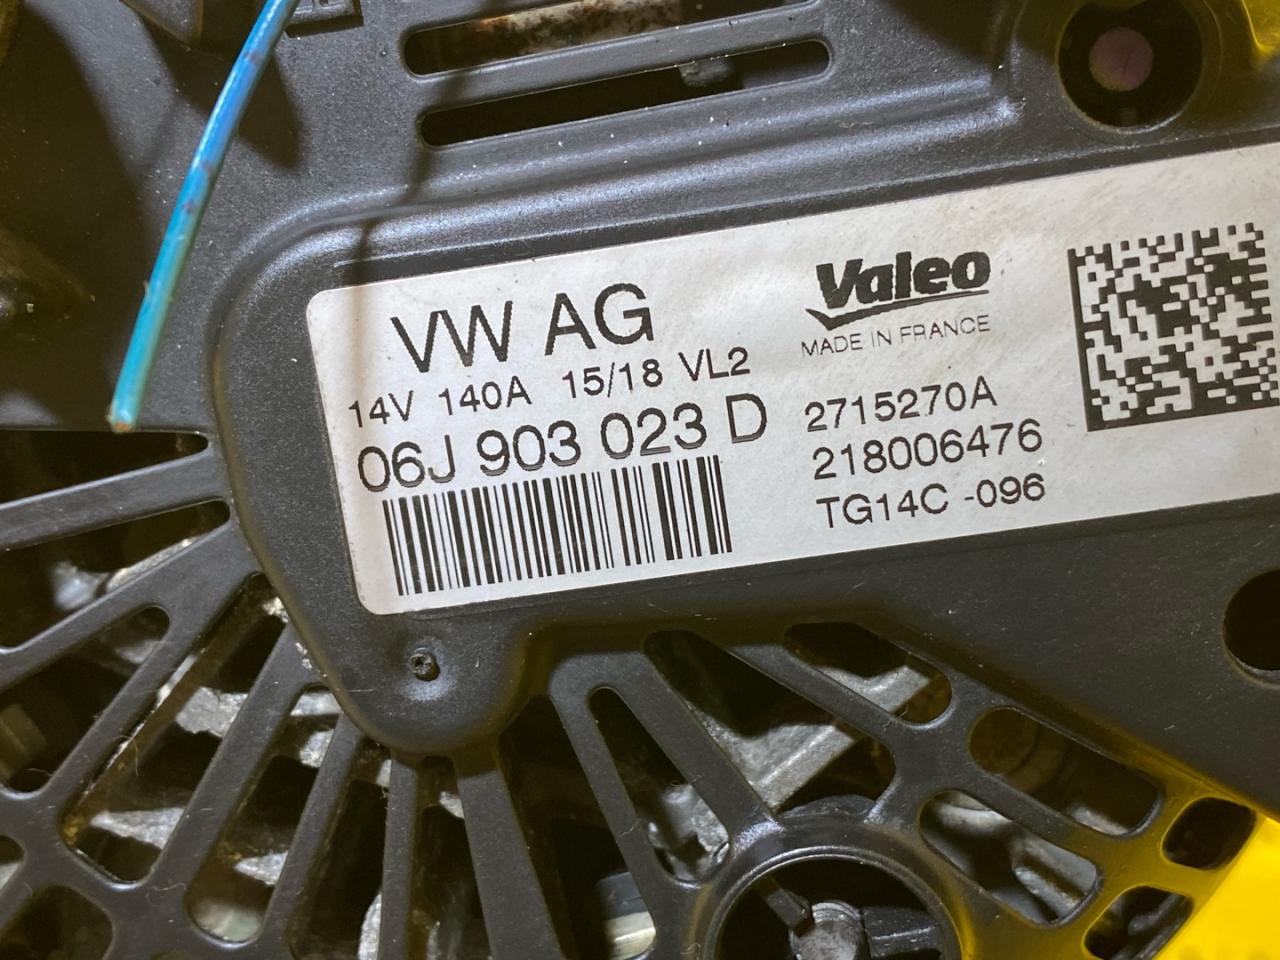 VW AG
14V 140A 15/18 VL2
06J 903 023 D
Valeo
MADE IN FRANCE
2715270A
218006476
TG14C -096